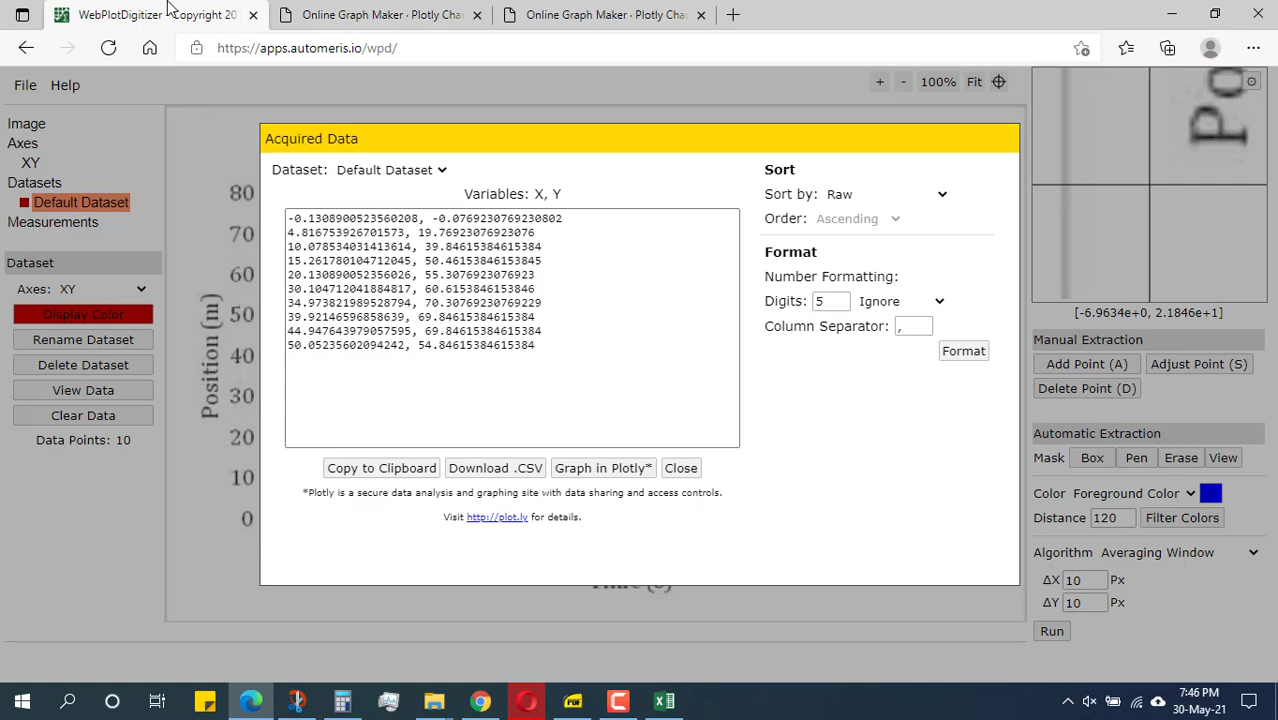 WebPlotDigitizer - Copyright 20
Online Graph Maker · Plotly Cha
Online Graph Maker · Plotly Cha
https://apps.automeris.io/wpd/
File Help
+ - 100% Fit
Image
Axes
XY
Datasets
Default Dataset
Measurements
Dataset
Axes: XY
Display Color
Rename Dataset
Delete Dataset
View Data
Clear Data
Data Points: 10
Position (m)
80
70
60
50
40
30
20
10
0
Acquired Data
Dataset: Default Dataset
Variables: X, Y
-0.1308900523560208, -0.0769230769230802
4.816753926701573, 19.76923076923076
10.078534031413614, 39.84615384615384
15.261780104712045, 50.46153846153845
20.130890052356026, 55.3076923076923
30.104712041884817, 60.6153846153846
34.973821989528794, 70.30769230769229
39.92146596858639, 69.84615384615384
44.947643979057595, 69.84615384615384
50.05235602094242, 54.84615384615384
Copy to Clipboard Download .CSV Graph in Plotly* Close
*Plotly is a secure data analysis and graphing site with data sharing and access controls.
Visit http://plot.ly for details.
Sort
Sort by: Raw
Order: Ascending
Format
Number Formatting:
Digits: 5 Ignore
Column Separator: ,
Format
Po
[-6.9634e+0, 2.1846e+1]
Manual Extraction
Add Point (A) Adjust Point (S)
Delete Point (D)
Automatic Extraction
Mask Box Pen Erase View
Color Foreground Color
Distance 120 Filter Colors
Algorithm Averaging Window
ΔX 10 Px
ΔY 10 Px
Run
PDF
7:46 PM
30-May-21